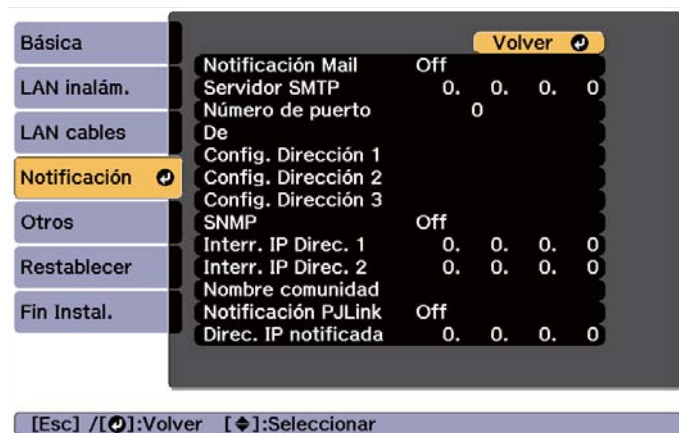 Básica
LAN inalám.
LAN cables
Notificación
Otros
Restablecer
Fin Instal.
Volver
Notificación Mail Off
Servidor SMTP 0. 0. 0. 0
Número de puerto 0
De
Config. Dirección 1
Config. Dirección 2
Config. Dirección 3
SNMP Off
Interr. IP Direc. 1 0. 0. 0. 0
Interr. IP Direc. 2 0. 0. 0. 0
Nombre comunidad
Notificación PJLink Off
Direc. IP notificada 0. 0. 0. 0
[Esc] /[⏎]:Volver [◆]:Seleccionar